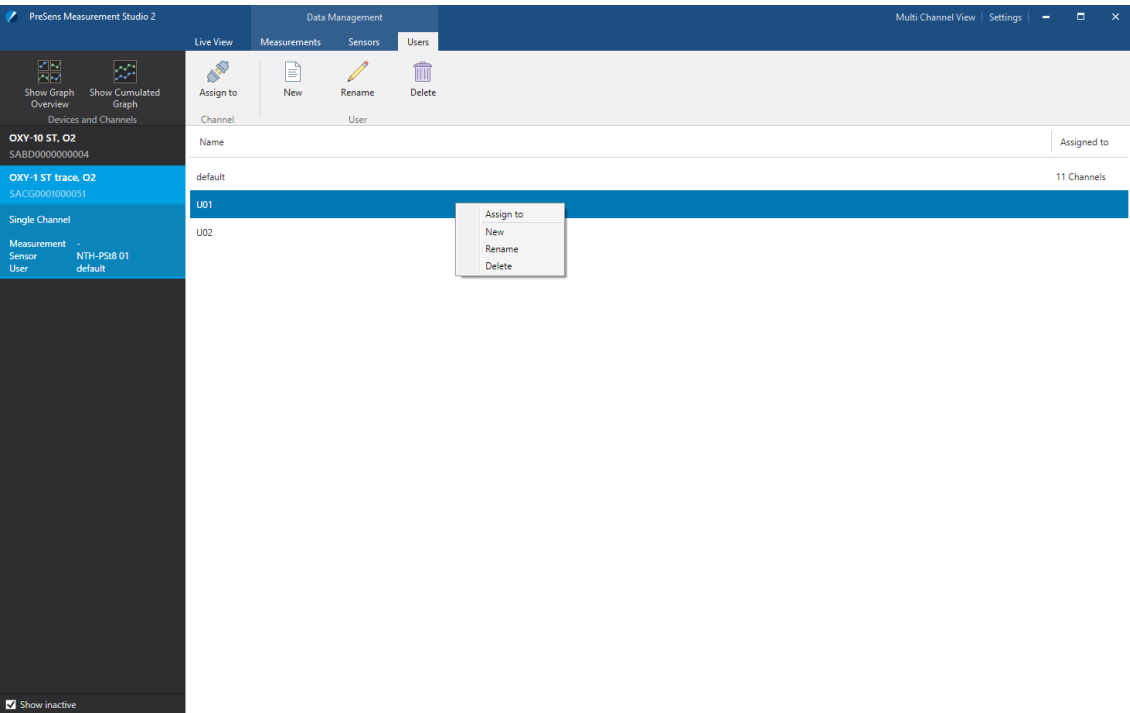 PreSens Measurement Studio 2
Data Management
Multi Channel View
Settings
Live View
Measurements
Sensors
Users
Show Graph
Overview
Show Cumulated
Graph
Devices and Channels
Assign to
Channel
New
Rename
Delete
User
OXY-10 ST, O2
SABD0000000004
OXY-1 ST trace, O2
SACG0001000051
Single Channel
Measurement -
Sensor NTH-PSt8 01
User default
Show inactive
Name Assigned to
default 11 Channels
U01
U02
Assign to
New
Rename
Delete